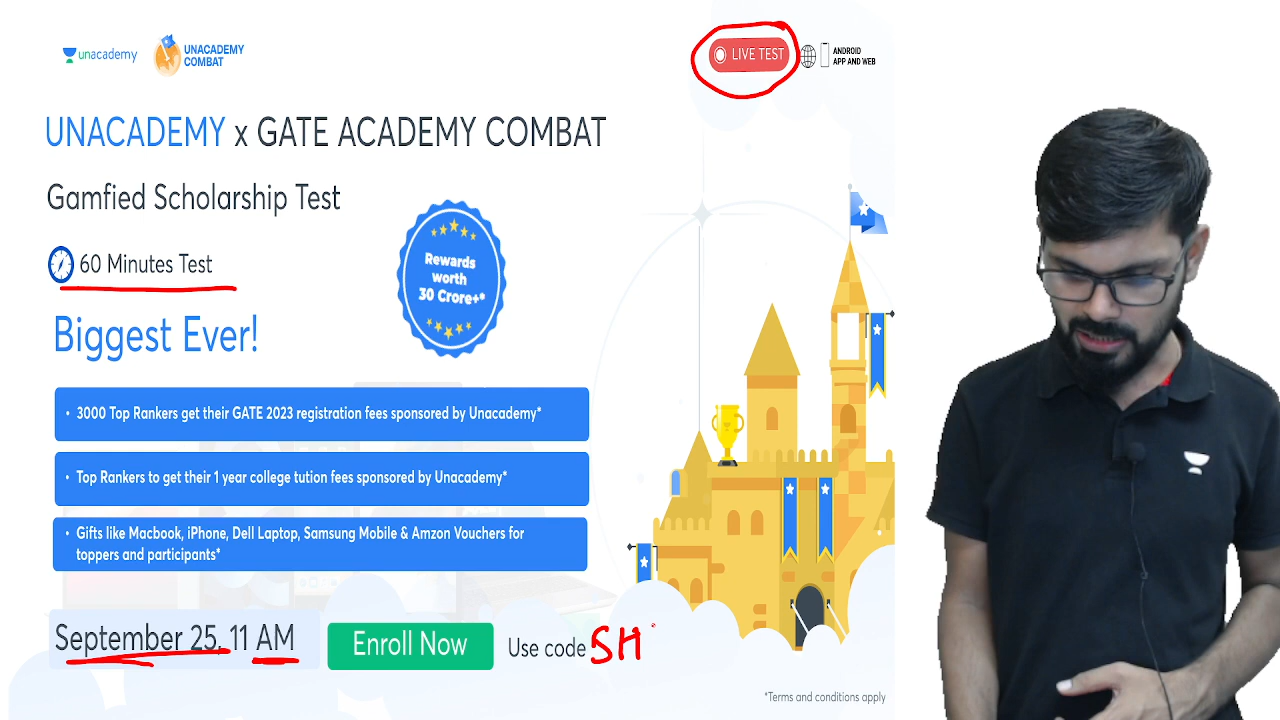 unacademy
UNACADEMY
COMBAT
LIVE TEST
ANDROID
APP AND WEB
UNACADEMY x GATE ACADEMY COMBAT
Gamfied Scholarship Test
60 Minutes Test
Rewards
worth
30 Crore+*
Biggest Ever!
• 3000 Top Rankers get their GATE 2023 registration fees sponsored by Unacademy*
• Top Rankers to get their 1 year college tution fees sponsored by Unacademy*
• Gifts like Macbook, iPhone, Dell Laptop, Samsung Mobile & Amzon Vouchers for
toppers and participants*
September 25, 11 AM
Enroll Now
Use code SH
*Terms and conditions apply